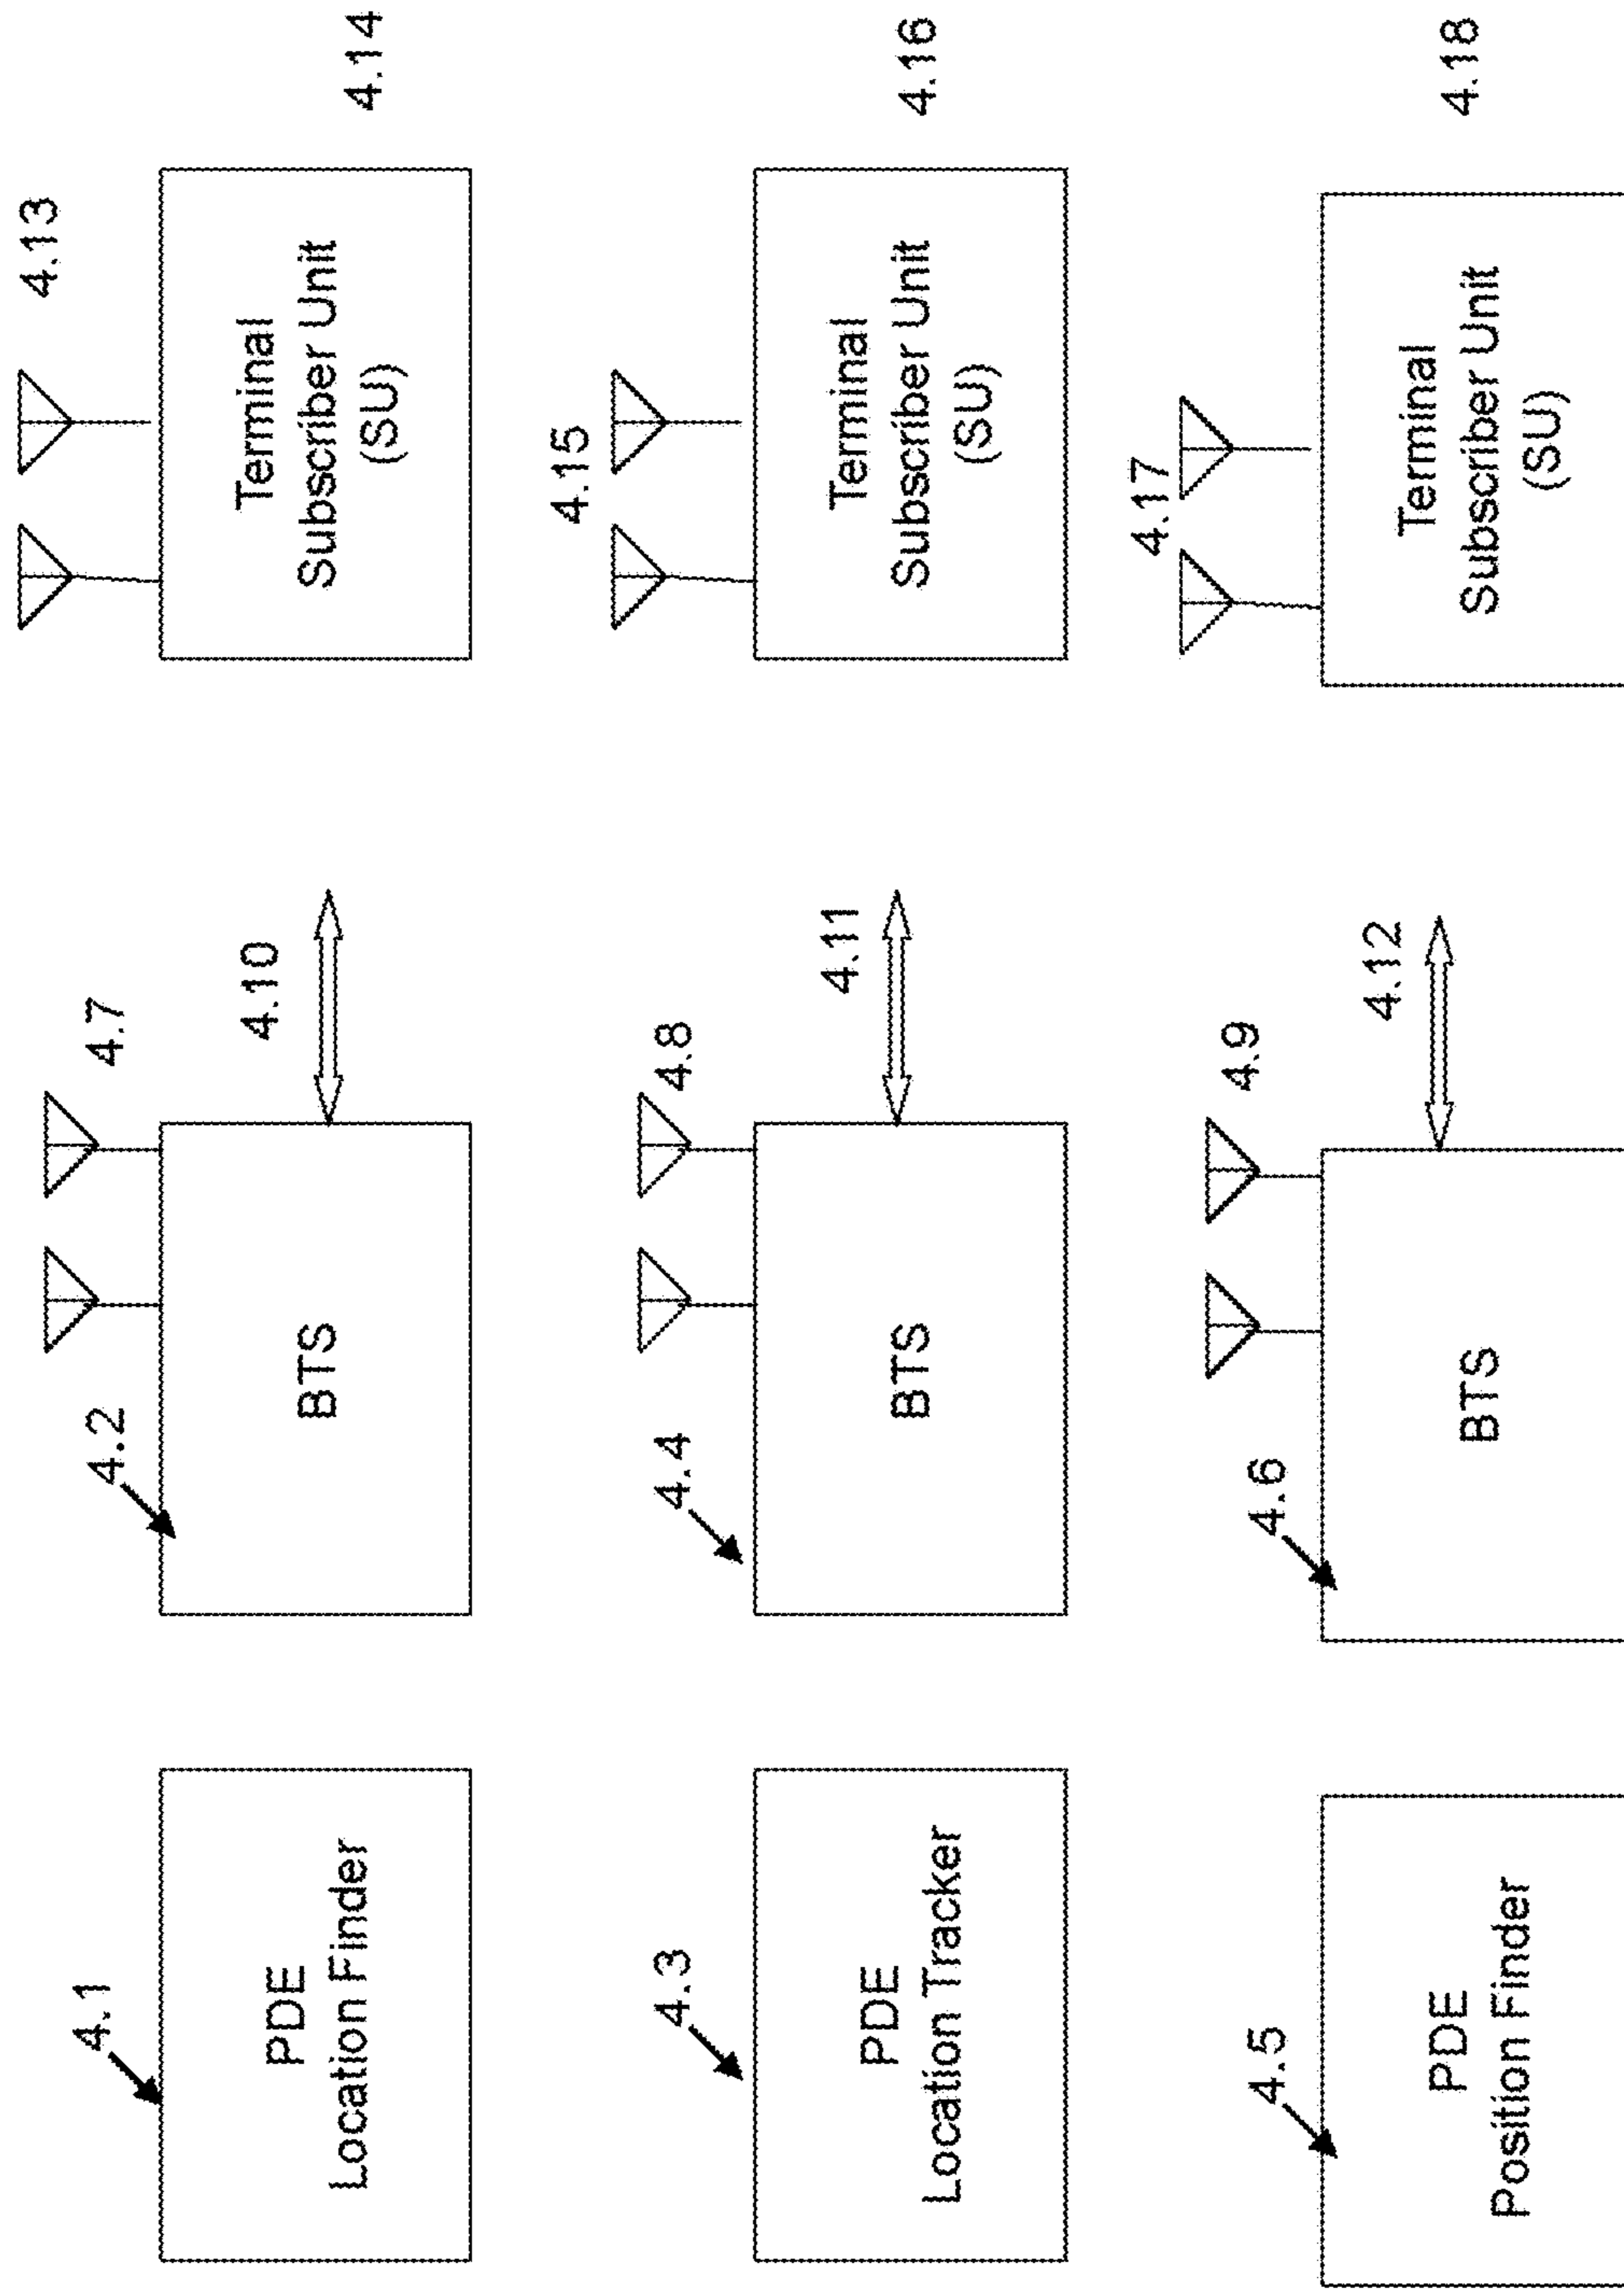 4.1
PDE
Location Finder
4.2
BTS
4.7
4.10
4.13
Terminal
Subscriber Unit
(SU)
4.14
4.3
PDE
Location Tracker
4.4
BTS
4.8
4.11
4.15
Terminal
Subscriber Unit
(SU)
4.16
4.5
PDE
Position Finder
4.6
BTS
4.9
4.12
4.17
Terminal
Subscriber Unit
(SU)
4.18